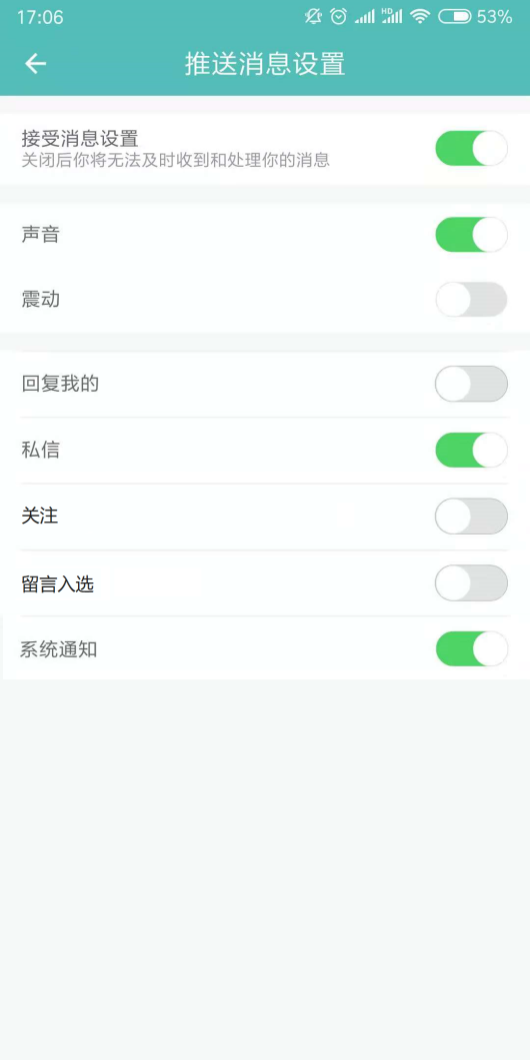 17:06
HD
53%
推送消息设置
接受消息设置
关闭后你将无法及时收到和处理你的消息
声音
震动
回复我的
私信
关注
留言入选
系统通知